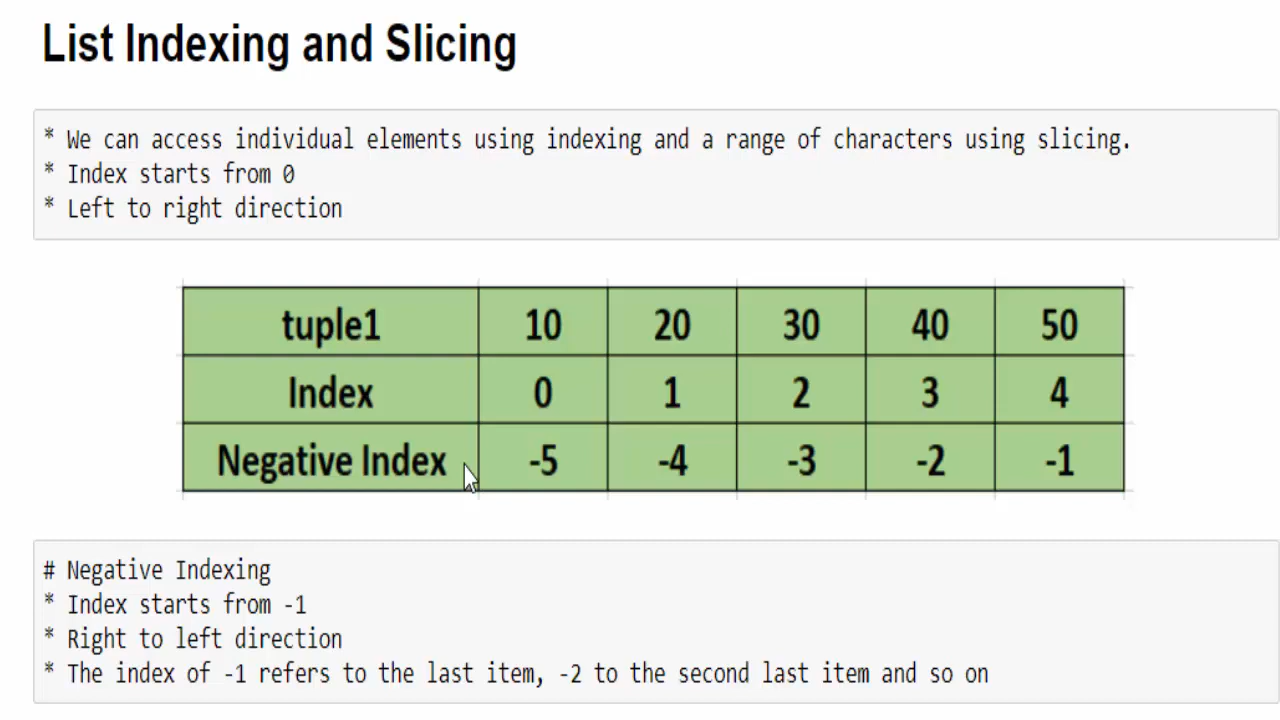 List Indexing and Slicing
* We can access individual elements using indexing and a range of characters using slicing.
* Index starts from 0
* Left to right direction
tuple1 10 20 30 40 50
Index 0 1 2 3 4
Negative Index -5 -4 -3 -2 -1
# Negative Indexing
* Index starts from -1
* Right to left direction
* The index of -1 refers to the last item, -2 to the second last item and so on